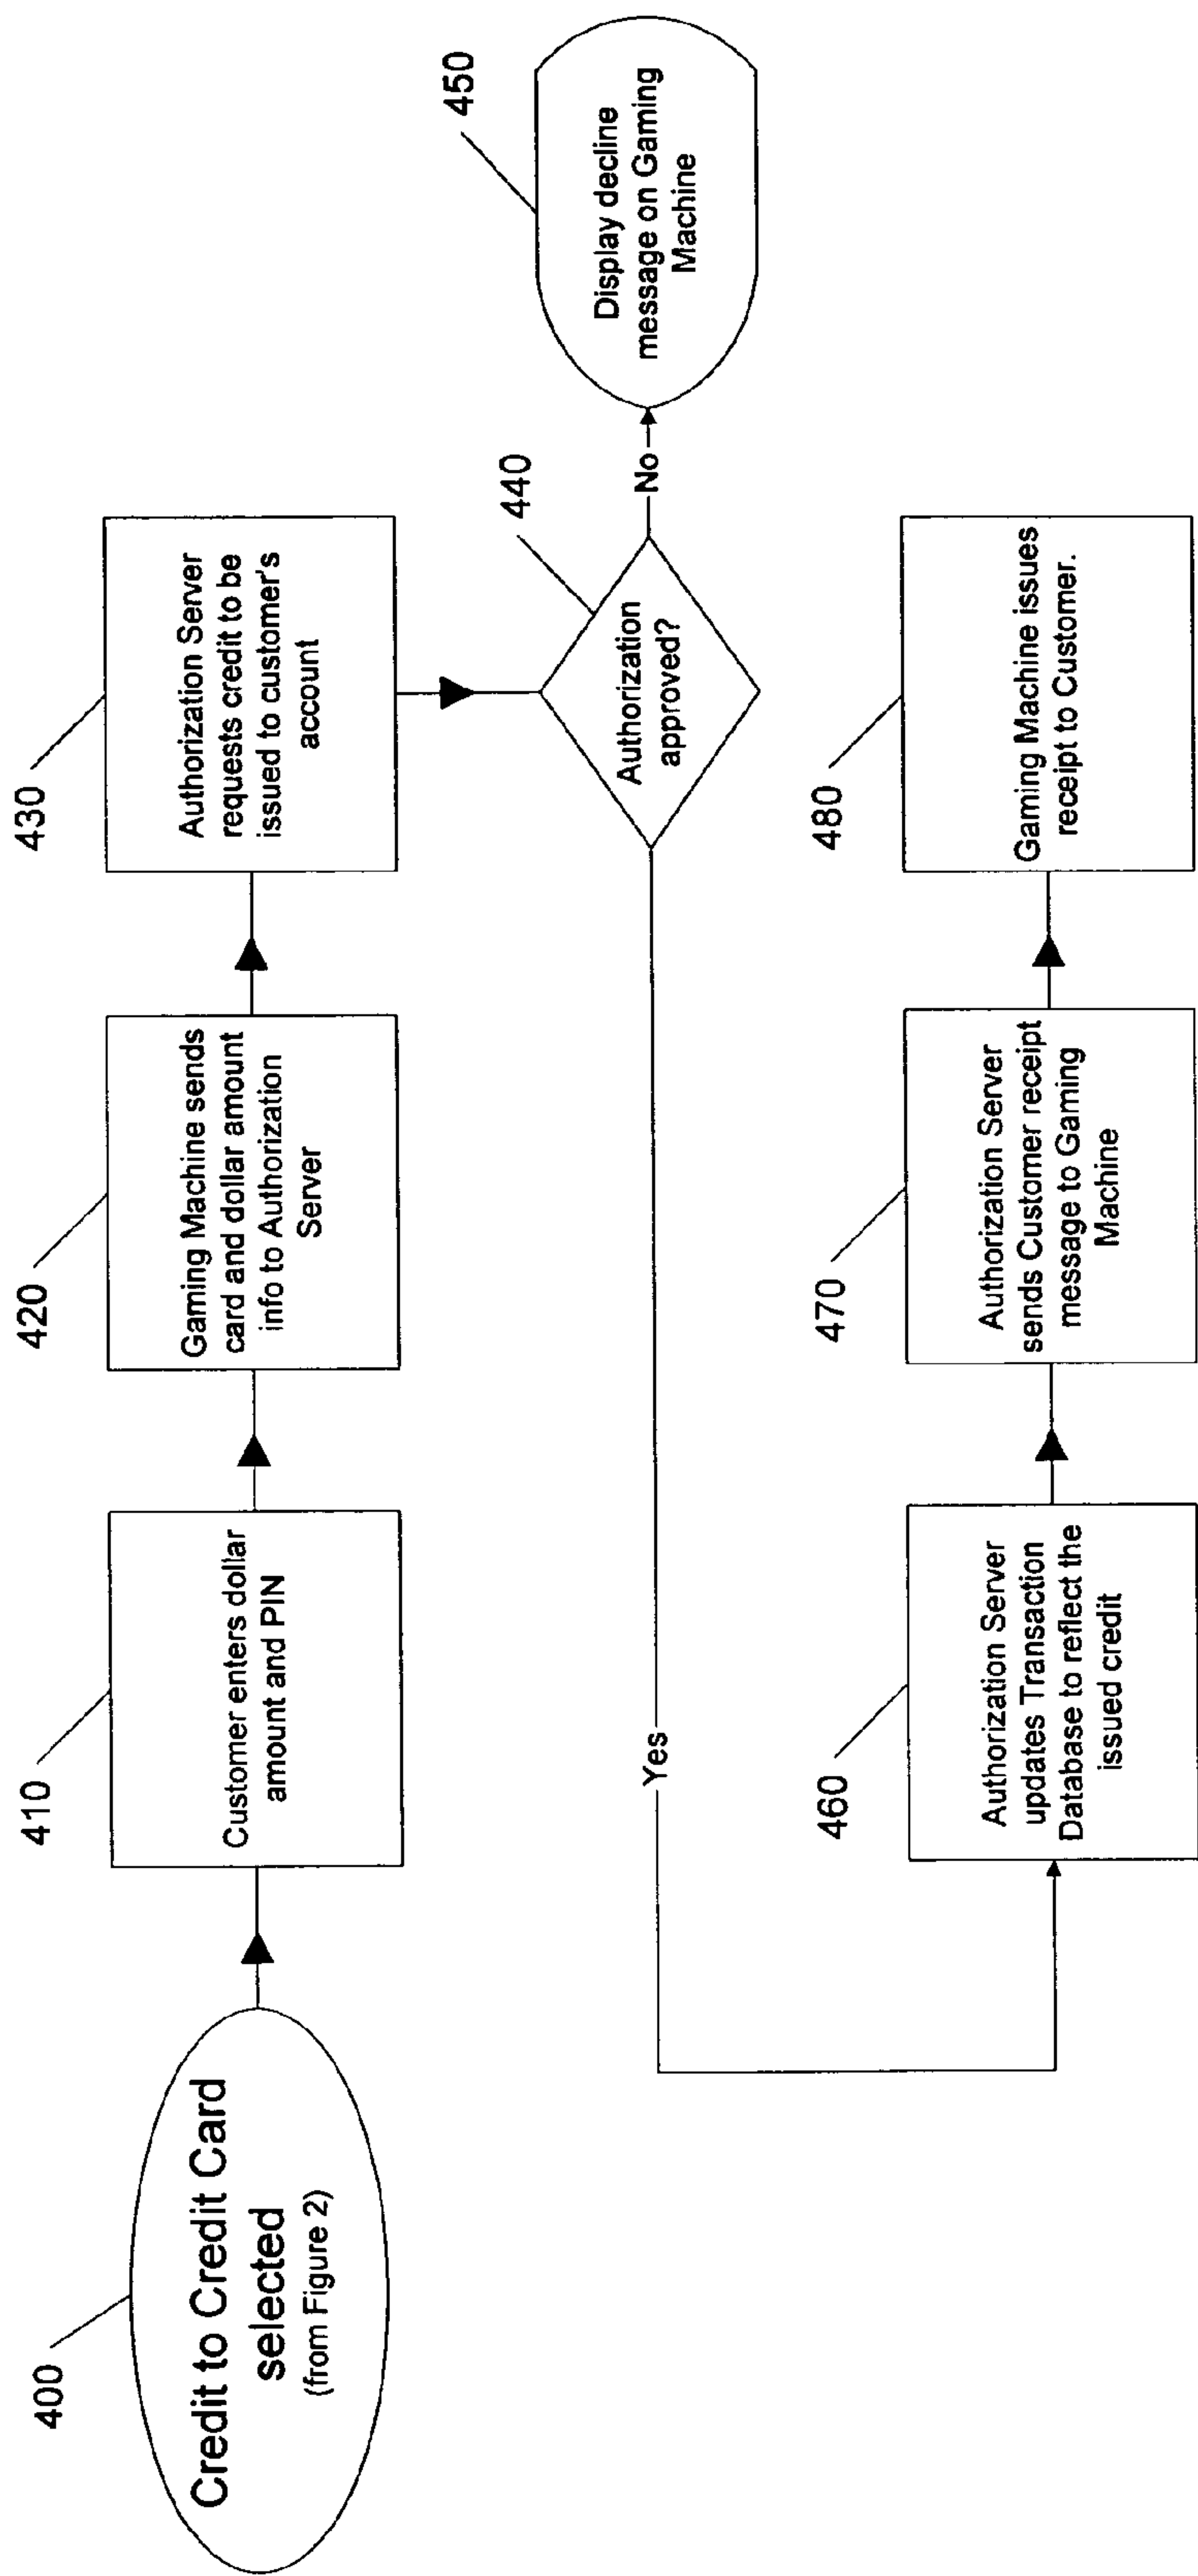 400
Credit to Credit Card
selected
(from Figure 2)
410
Customer enters dollar
amount and PIN
420
Gaming Machine sends
card and dollar amount
info to Authorization
Server
430
Authorization Server
requests credit to be
issued to customer's
account
440
Authorization
approved?
No
450
Display decline
message on Gaming
Machine
Yes
460
Authorization Server
updates Transaction
Database to reflect the
issued credit
470
Authorization Server
sends Customer receipt
message to Gaming
Machine
480
Gaming Machine issues
receipt to Customer.